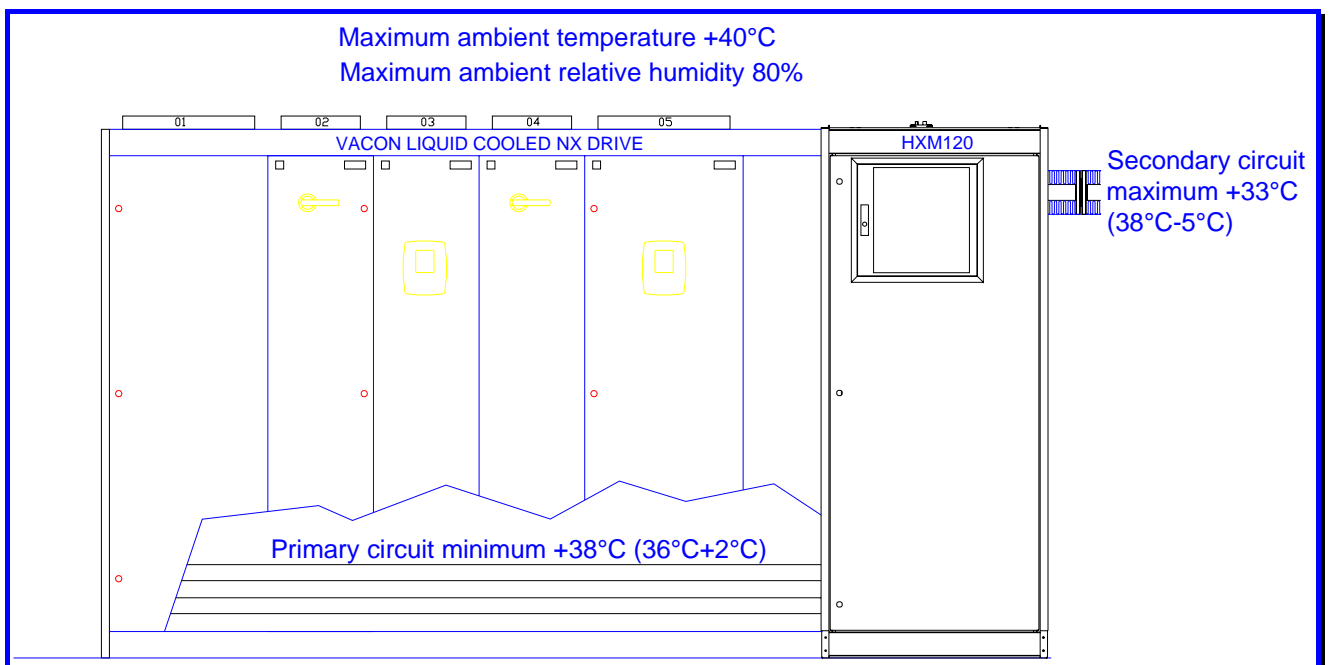 Maximum ambient temperature +40°C
Maximum ambient relative humidity 80%
01 02 03 04 05
VACON LIQUID COOLED NX DRIVE
HXM120
Secondary circuit
maximum +33°C
(38°C-5°C)
Primary circuit minimum +38°C (36°C+2°C)